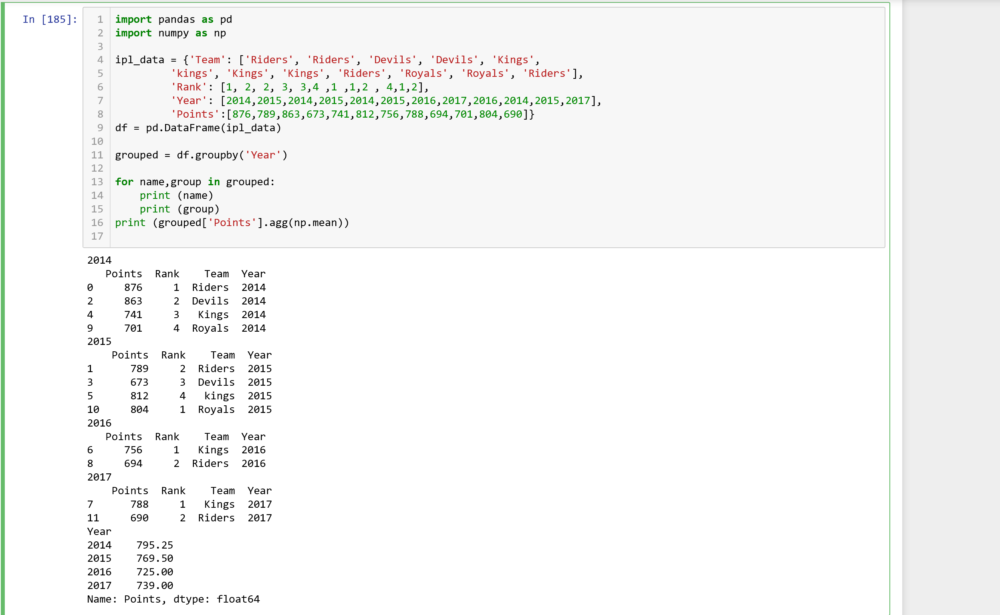 In [185]:
1 import pandas as pd
2 import numpy as np
3
4 ipl_data = {'Team': ['Riders', 'Riders', 'Devils', 'Devils', 'Kings',
5          'kings', 'Kings', 'Kings', 'Riders', 'Royals', 'Royals', 'Riders'],
6          'Rank': [1, 2, 2, 3, 3,4 ,1 ,1,2 , 4,1,2],
7          'Year': [2014,2015,2014,2015,2014,2015,2016,2017,2016,2014,2015,2017],
8          'Points':[876,789,863,673,741,812,756,788,694,701,804,690]}
9 df = pd.DataFrame(ipl_data)
10
11 grouped = df.groupby('Year')
12
13 for name,group in grouped:
14     print (name)
15     print (group)
16 print (grouped['Points'].agg(np.mean))
17
2014
   Points  Rank    Team  Year
0     876     1  Riders  2014
2     863     2  Devils  2014
4     741     3   Kings  2014
9     701     4  Royals  2014
2015
    Points  Rank    Team  Year
1      789     2  Riders  2015
3      673     3  Devils  2015
5      812     4   kings  2015
10     804     1  Royals  2015
2016
   Points  Rank    Team  Year
6     756     1   Kings  2016
8     694     2  Riders  2016
2017
    Points  Rank    Team  Year
7      788     1   Kings  2017
11     690     2  Riders  2017
Year
2014    795.25
2015    769.50
2016    725.00
2017    739.00
Name: Points, dtype: float64